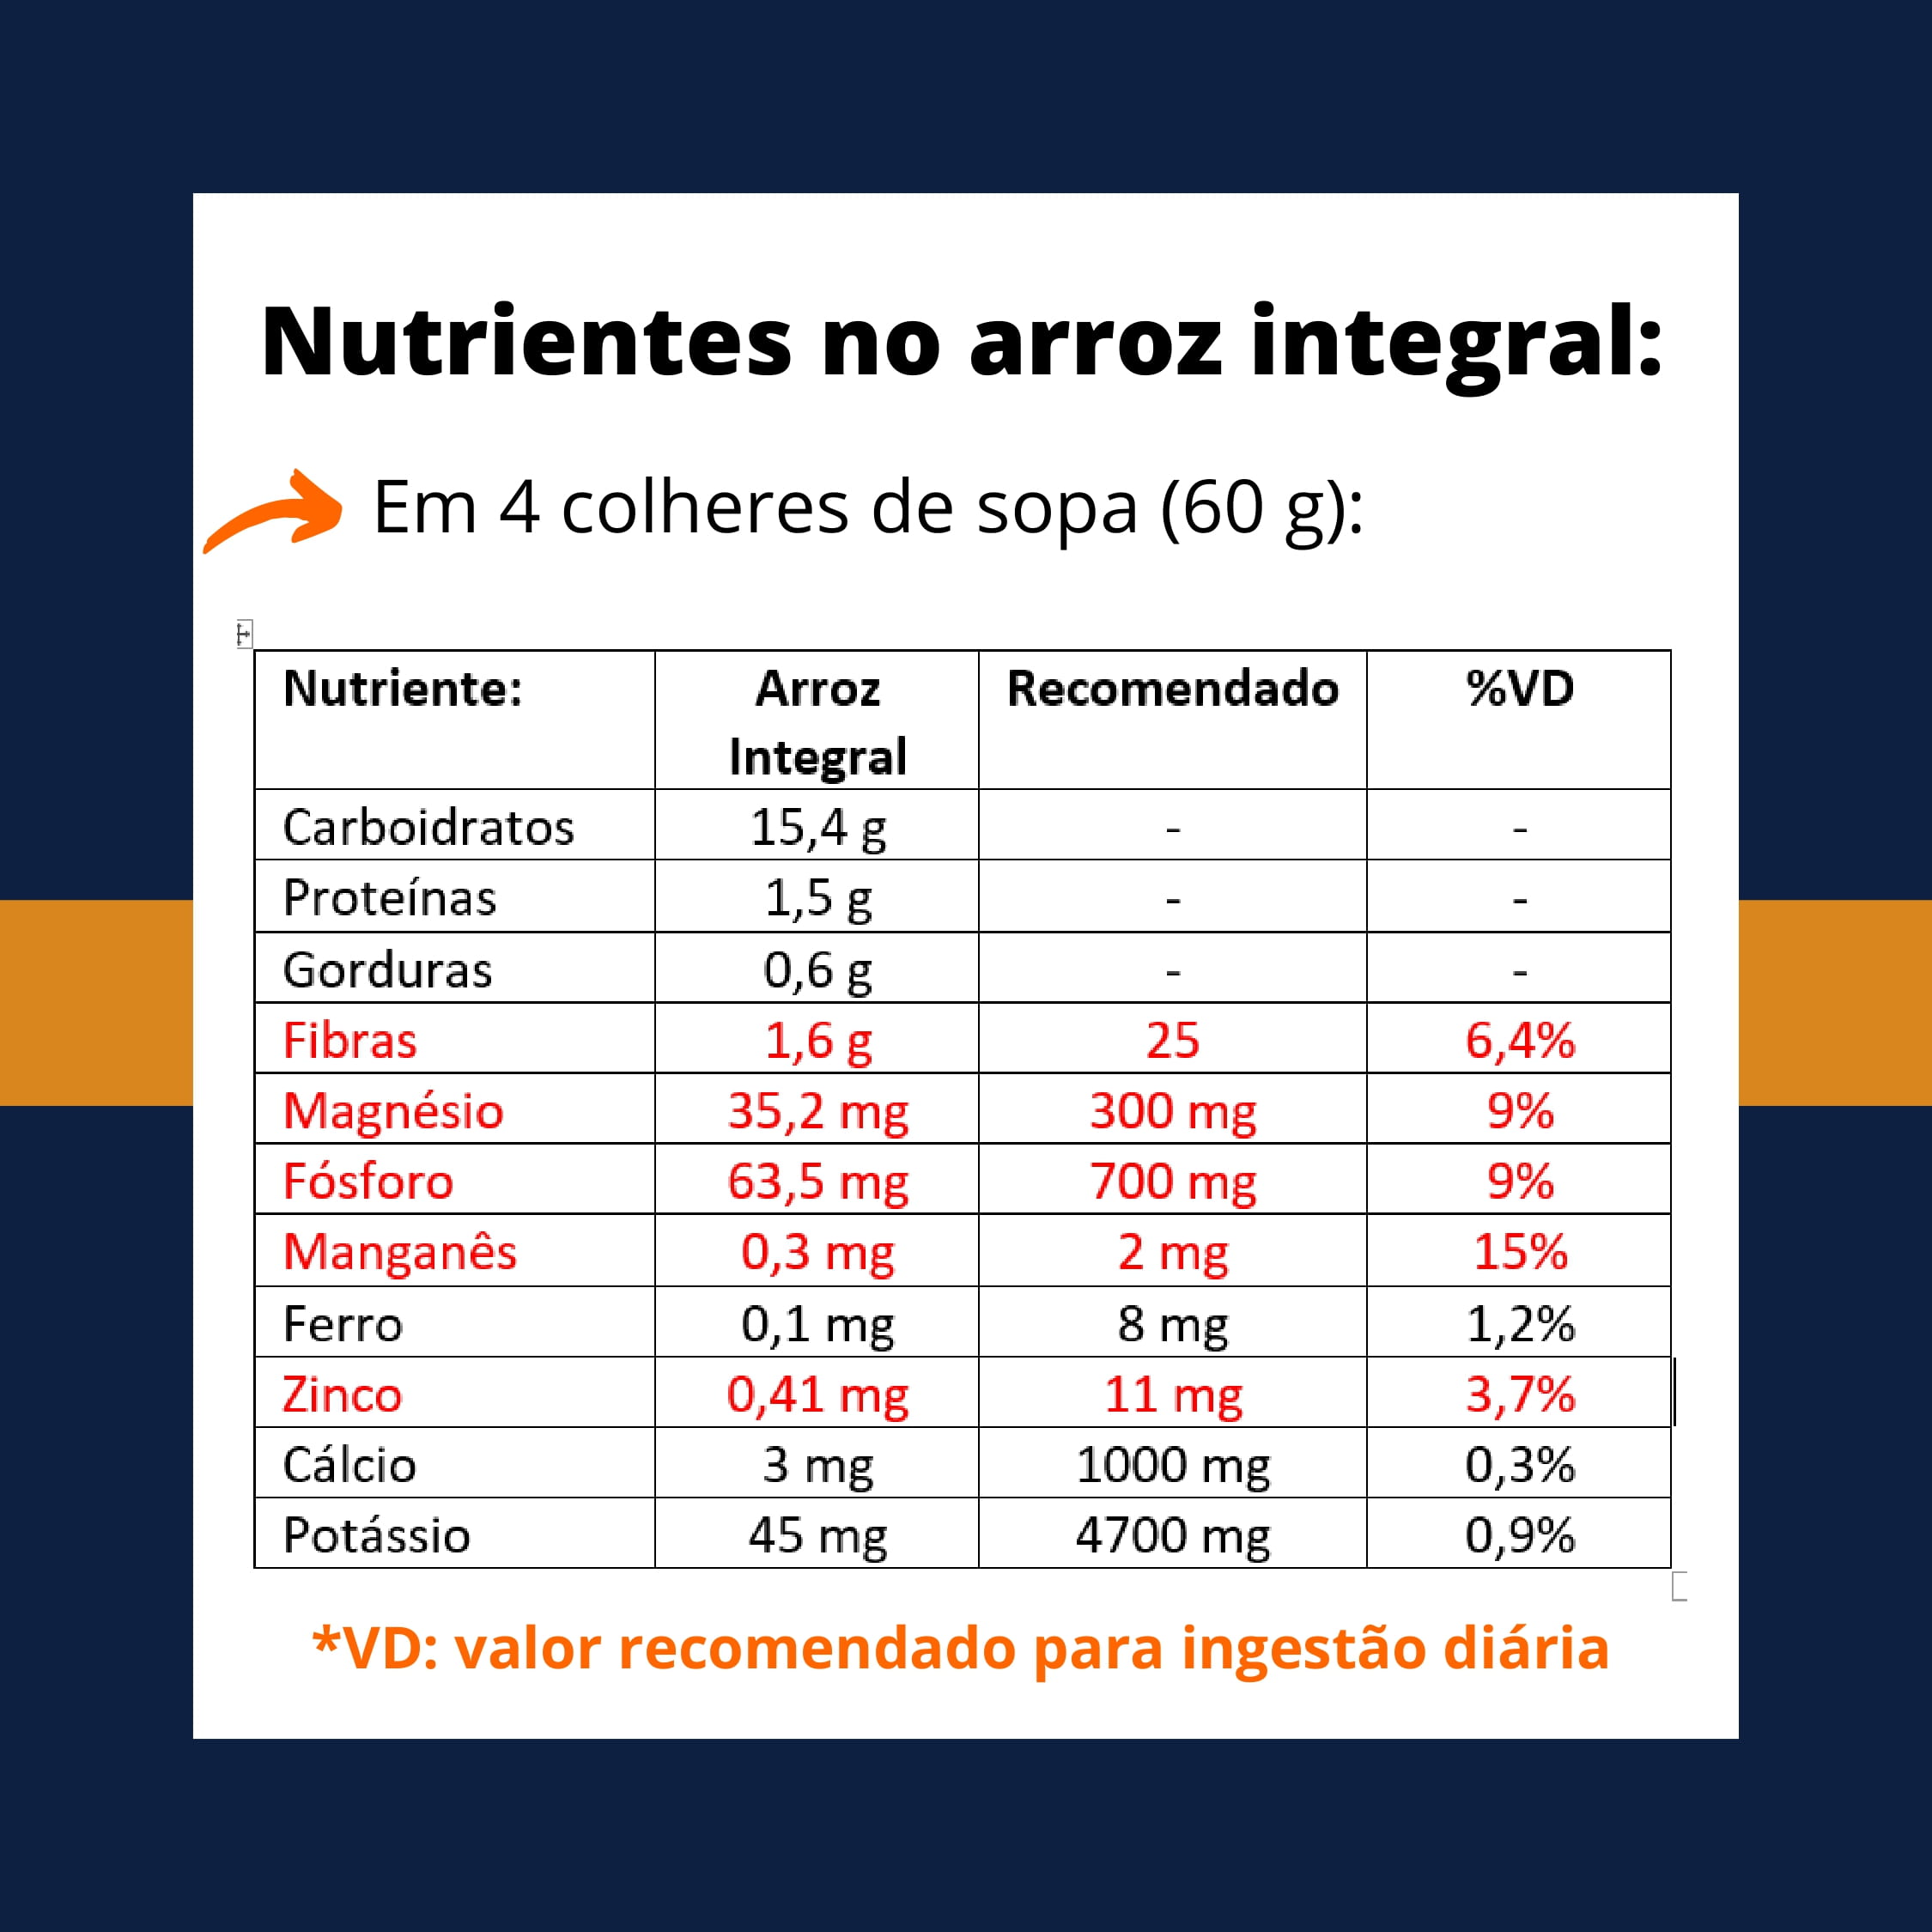 Nutrientes no arroz integral:
Em 4 colheres de sopa (60 g):
Nutriente: Arroz Integral Recomendado %VD
Carboidratos 15,4 g - -
Proteínas 1,5 g - -
Gorduras 0,6 g - -
Fibras 1,6 g 25 6,4%
Magnésio 35,2 mg 300 mg 9%
Fósforo 63,5 mg 700 mg 9%
Manganês 0,3 mg 2 mg 15%
Ferro 0,1 mg 8 mg 1,2%
Zinco 0,41 mg 11 mg 3,7%
Cálcio 3 mg 1000 mg 0,3%
Potássio 45 mg 4700 mg 0,9%
*VD: valor recomendado para ingestão diária